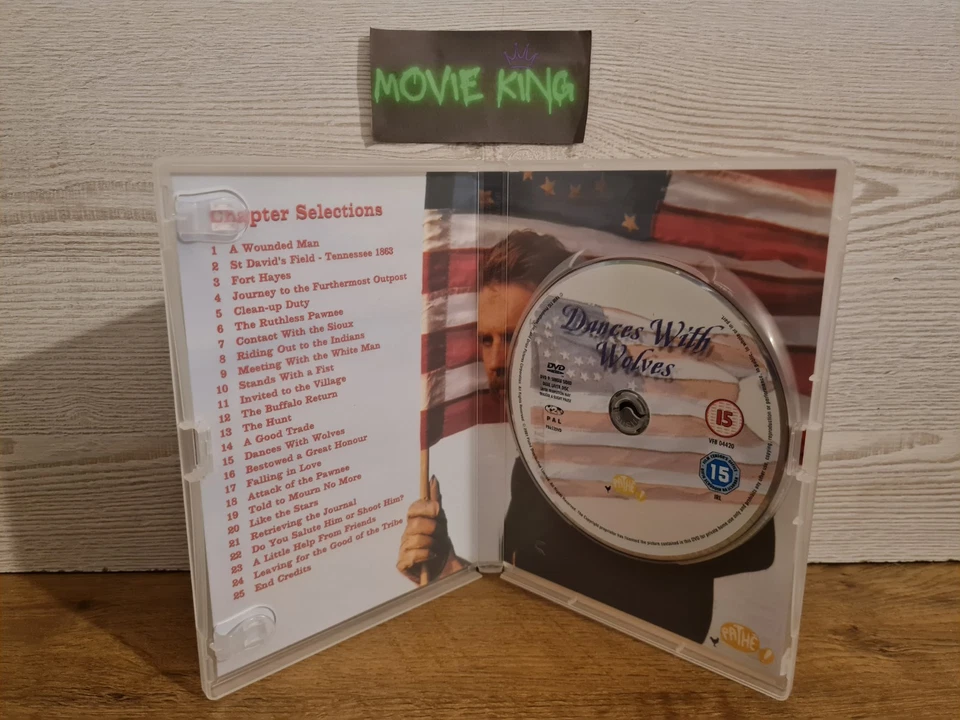 MOVIE KING
Chapter Selections
1 A Wounded Man
2 St David's Field - Tennessee 1863
3 Fort Hayes
4 Journey to the Furthermost Outpost
5 Clean-up Duty
6 The Ruthless Pawnee
7 Contact With the Sioux
8 Riding Out to the Indians
9 Meeting With the White Man
10 Stands With a Fist
11 Invited to the Village
12 The Buffalo Return
13 The Hunt
14 A Good Trade
15 Dances With Wolves
16 Bestowed a Great Honour
17 Falling in Love
18 Attack of the Pawnee
19 Told to Mourn No More
20 Like the Stars
21 Retrieving the Journal
22 Do You Salute Him or Shoot Him?
23 A Little Help From Friends
24 Leaving for the Good of the Tribe
25 End Credits
Dances With
Wolves
DVD
2
PAL
15
VFB 04420
15
PATHE!
PATHE!